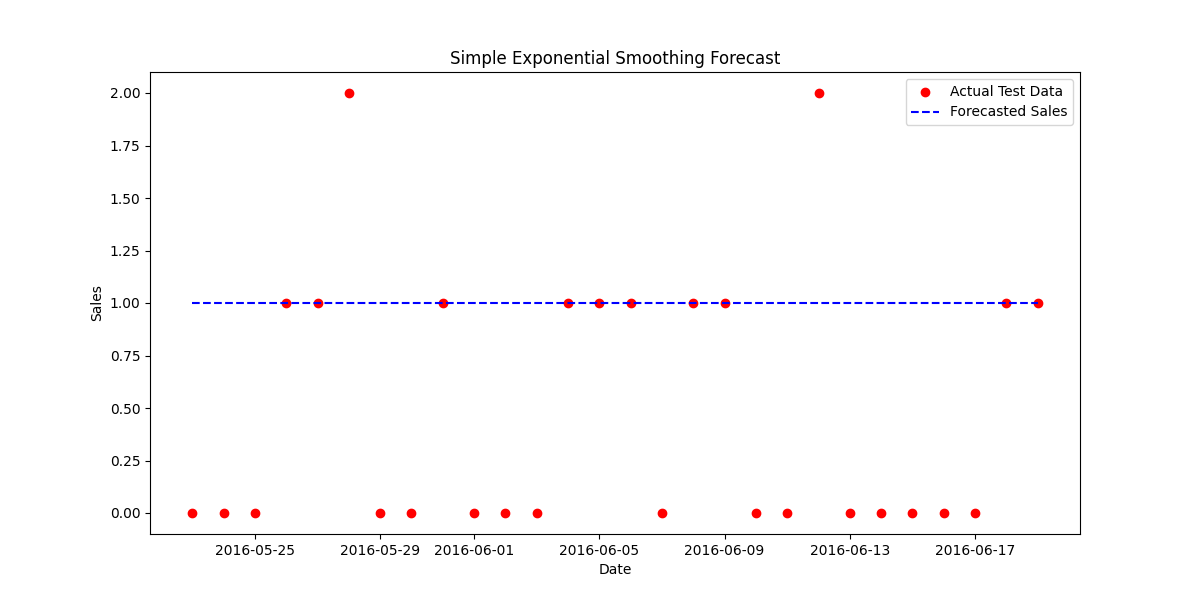 Simple Exponential Smoothing Forecast
Actual Test Data
Forecasted Sales
2.00
1.75
1.50
1.25
1.00
0.75
0.50
0.25
0.00
Sales
2016-05-25 2016-05-29 2016-06-01 2016-06-05 2016-06-09 2016-06-13 2016-06-17
Date